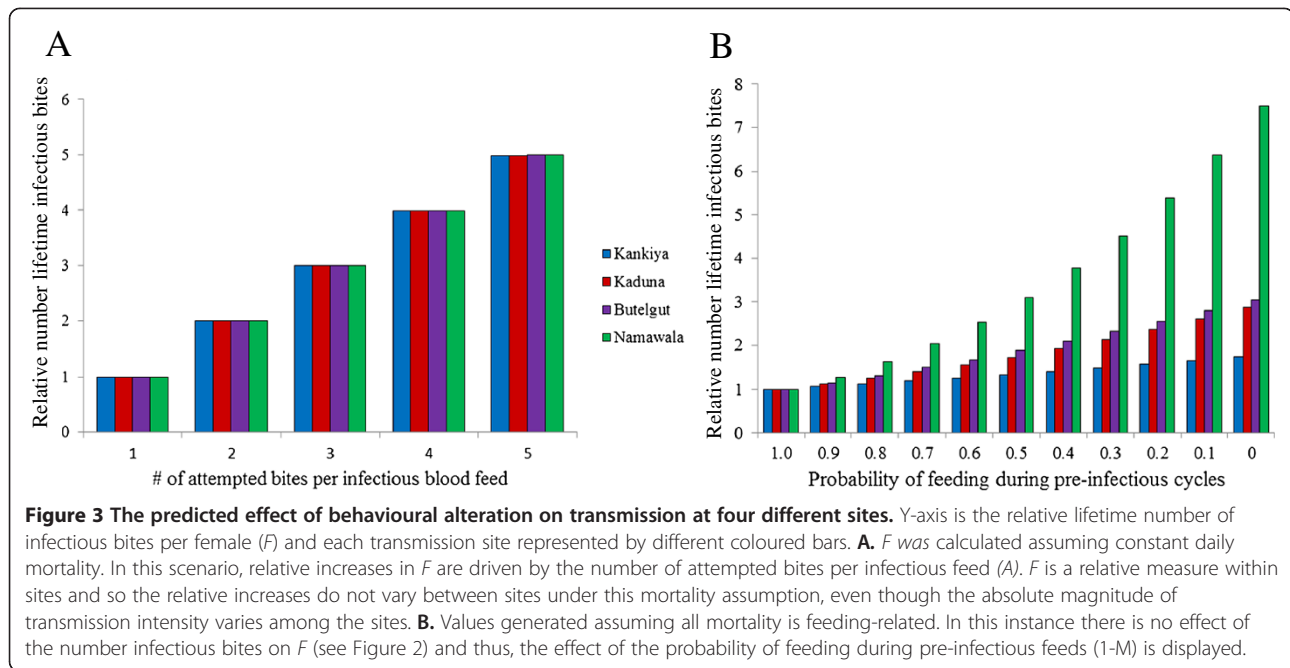 A
Relative number lifetime infectious bites
6
5
4
3
2
1
0
1 2 3 4 5
# of attempted bites per infectious blood feed
Kankiya
Kaduna
Butelgut
Namawala
B
Relative number lifetime infectious bites
8
7
6
5
4
3
2
1
0
1.0 0.9 0.8 0.7 0.6 0.5 0.4 0.3 0.2 0.1 0
Probability of feeding during pre-infectious cycles
Figure 3 The predicted effect of behavioural alteration on transmission at four different sites. Y-axis is the relative lifetime number of
infectious bites per female (F) and each transmission site represented by different coloured bars. A. F was calculated assuming constant daily
mortality. In this scenario, relative increases in F are driven by the number of attempted bites per infectious feed (A). F is a relative measure within
sites and so the relative increases do not vary between sites under this mortality assumption, even though the absolute magnitude of
transmission intensity varies among the sites. B. Values generated assuming all mortality is feeding-related. In this instance there is no effect of
the number infectious bites on F (see Figure 2) and thus, the effect of the probability of feeding during pre-infectious feeds (1-M) is displayed.